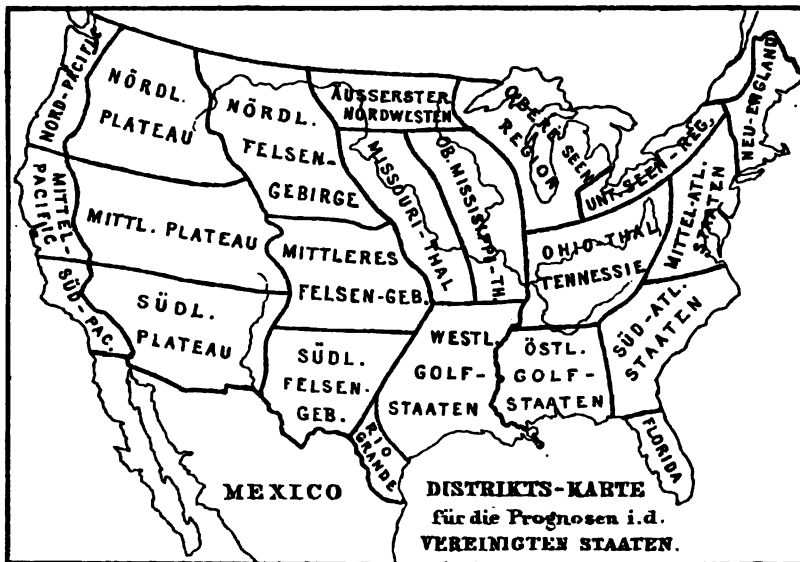 NORD-PACIFIC
NÖRDL.
PLATEAU
NÖRDL.
FELSEN-
GEBIRGE
ÄUSSERSTER
NORDWESTEN
OBERE SEEN
REGION
NEU-ENGLAND
UNT. SEEN-REG.
MITTEL-ATL.
STAATEN
MITTEL-
PACIFIC
MITTL. PLATEAU
MISSOURI-THAL
OB. MISSISIPPI-TH.
MITTLERES
FELSEN-GEB.
OHIO-THAL
TENNESSIE
SÜD-PAC.
SÜDL.
PLATEAU
SÜDL.
FELSEN-
GEB.
WESTL.
GOLF-
STAATEN
ÖSTL.
GOLF-
STAATEN
SÜD-ATL.
STAATEN
RIO
GRANDE
FLORIDA
MEXICO
DISTRIKTS-KARTE
für die Prognosen i.d.
VEREINIGTEN STAATEN.